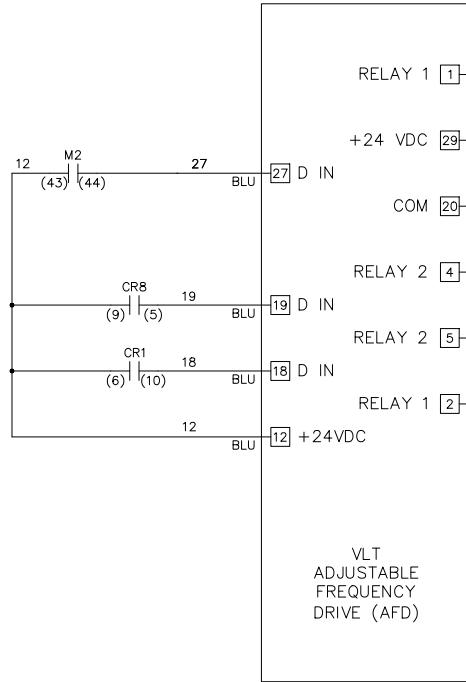 RELAY 1 1
+24 VDC 29
M2
12 27
(43) (44) BLU 27 D IN
COM 20
RELAY 2 4
CR8
19
(9) (5) BLU 19 D IN
RELAY 2 5
CR1
18
(6) (10) BLU 18 D IN
RELAY 1 2
12
BLU 12 +24VDC
VLT
ADJUSTABLE
FREQUENCY
DRIVE (AFD)